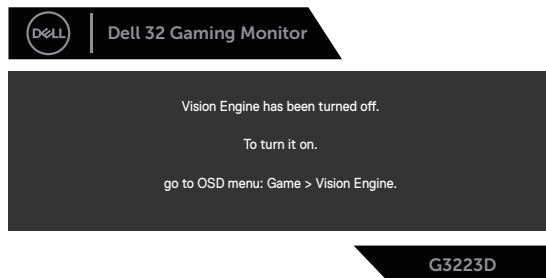 DELL
Dell 32 Gaming Monitor
Vision Engine has been turned off.
To turn it on.
go to OSD menu: Game > Vision Engine.
G3223D